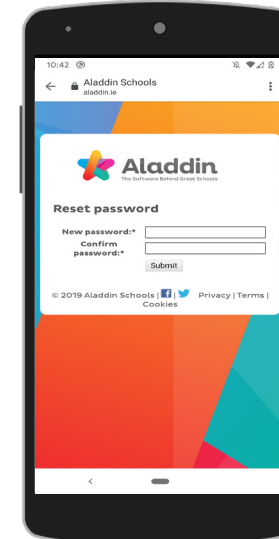 10:42
Aladdin Schools
aladdin.ie
Aladdin
The Software Behind Great Schools
Reset password
New password:*
Confirm
password:*
Submit
© 2019 Aladdin Schools | f | Privacy | Terms |
Cookies